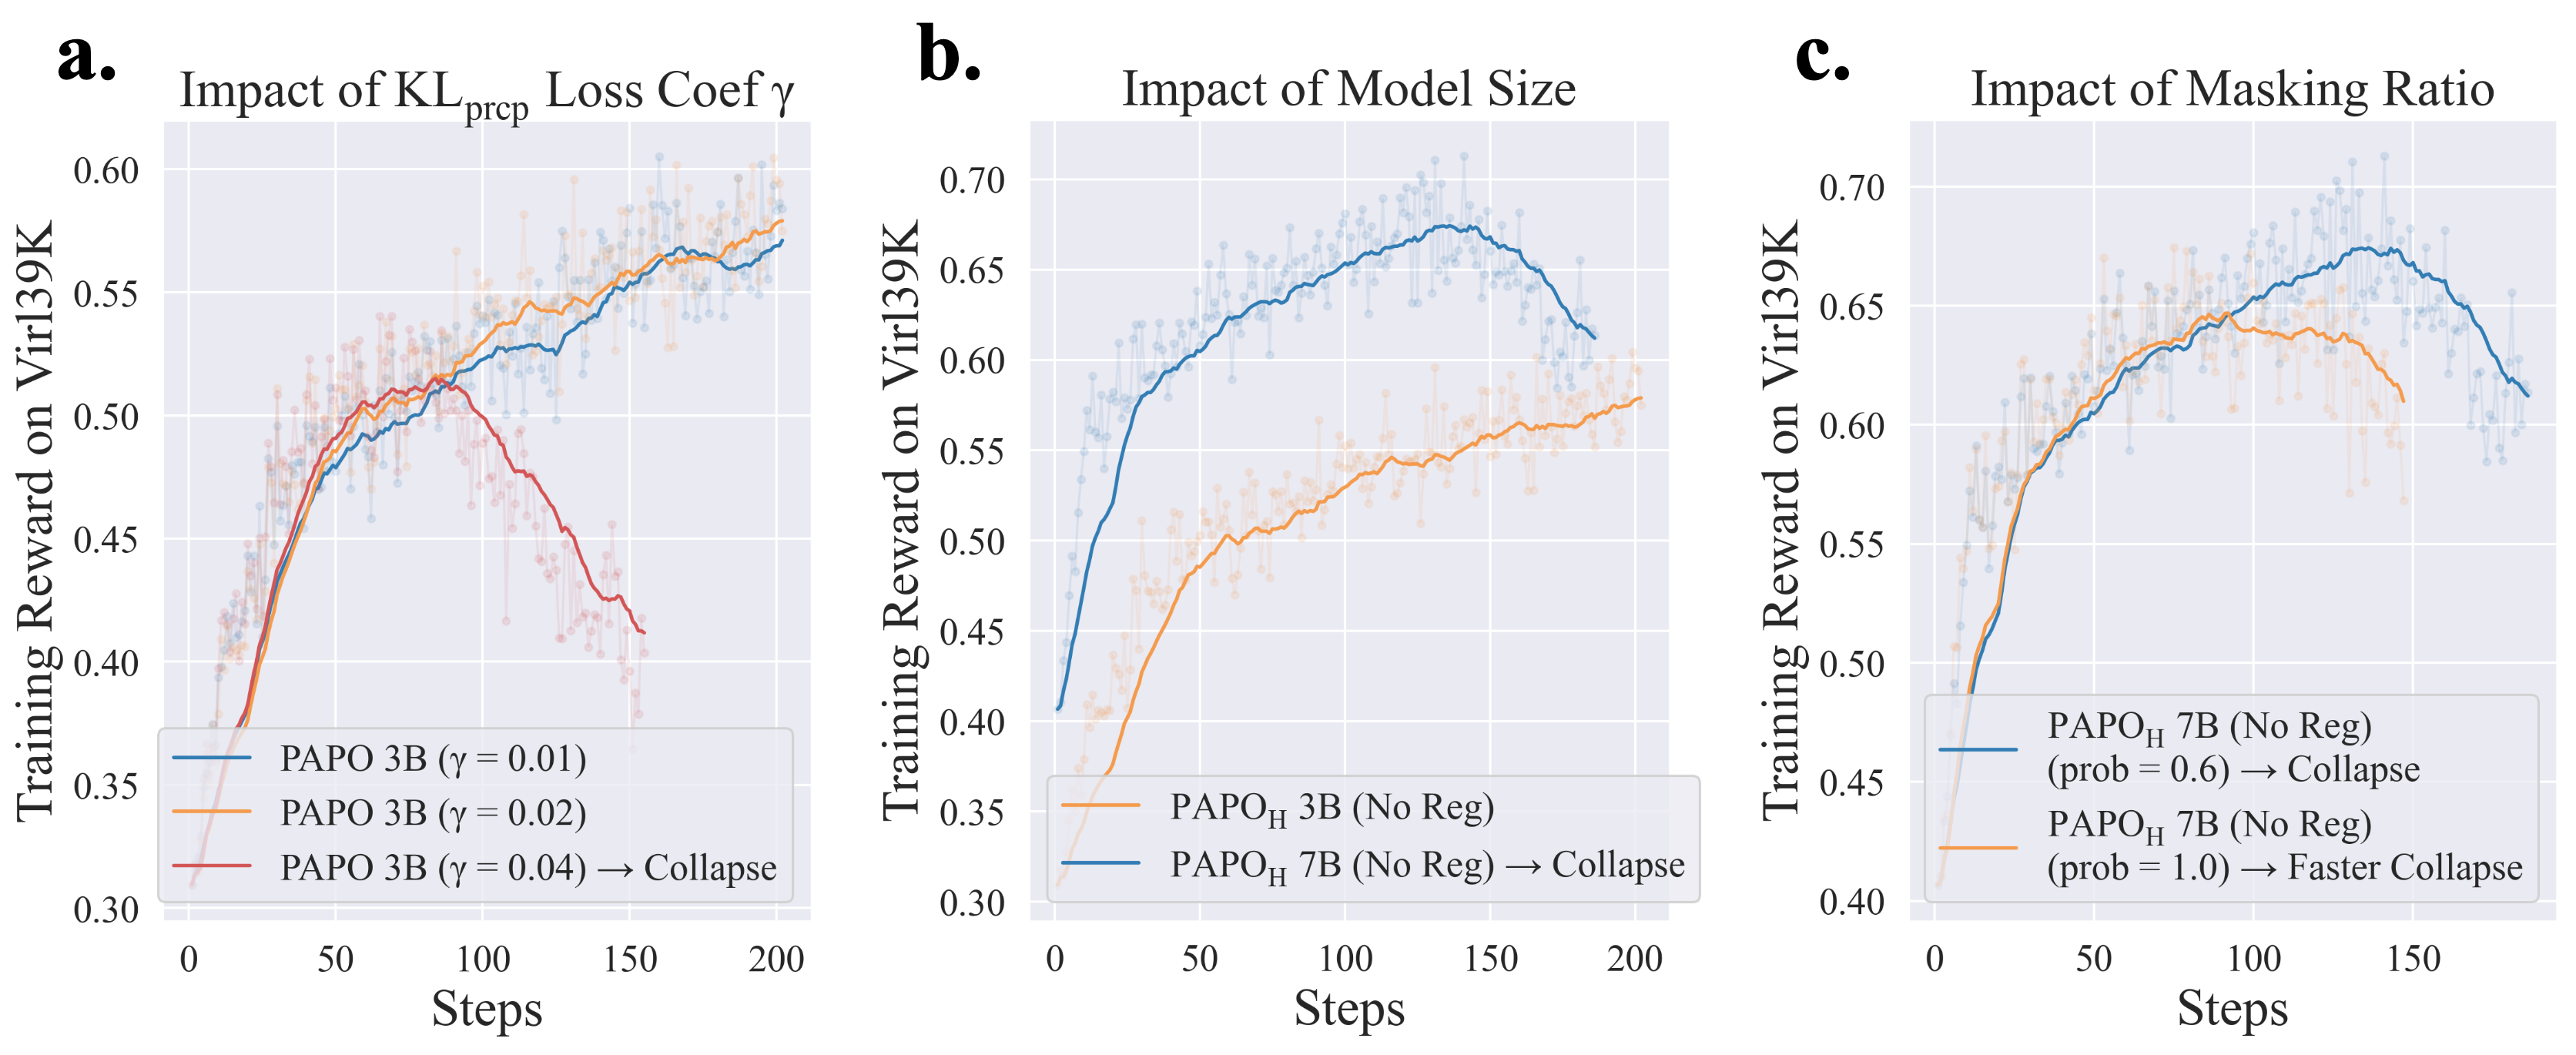 a.
Impact of KL_prcp Loss Coef γ
Training Reward on Virl39K
0.60
0.55
0.50
0.45
0.40
0.35
0.30
PAPO 3B (γ = 0.01)
PAPO 3B (γ = 0.02)
PAPO 3B (γ = 0.04) → Collapse
0 50 100 150 200
Steps
b.
Impact of Model Size
Training Reward on Virl39K
0.70
0.65
0.60
0.55
0.50
0.45
0.40
0.35
0.30
PAPO_H 3B (No Reg)
PAPO_H 7B (No Reg) → Collapse
0 50 100 150 200
Steps
c.
Impact of Masking Ratio
Training Reward on Virl39K
0.70
0.65
0.60
0.55
0.50
0.45
0.40
PAPO_H 7B (No Reg)
(prob = 0.6) → Collapse
PAPO_H 7B (No Reg)
(prob = 1.0) → Faster Collapse
0 50 100 150
Steps